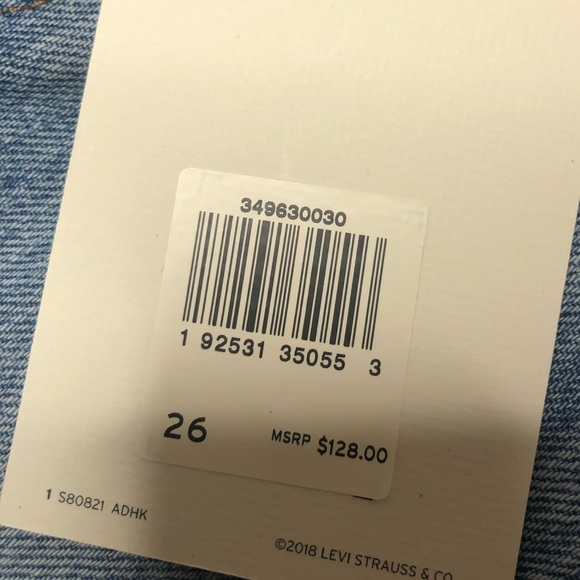 349630030
1 92531 35055 3
26
MSRP $128.00
1 S80821 ADHK
©2018 LEVI STRAUSS & CO